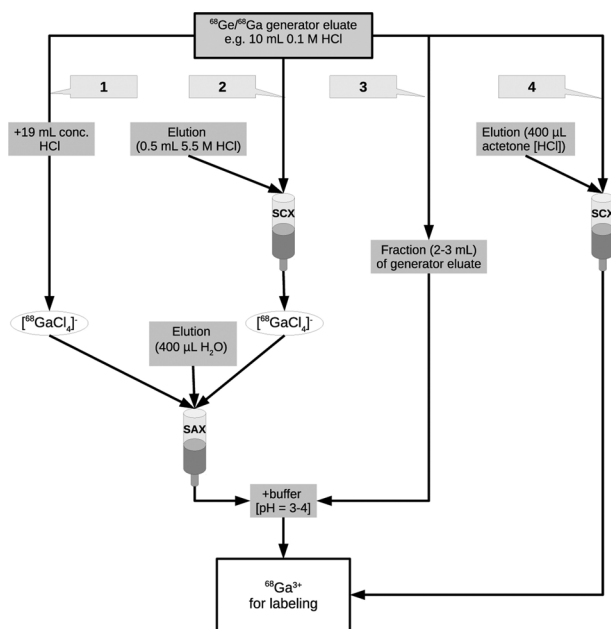 ⁶⁸Ge/⁶⁸Ga generator eluate
e.g. 10 mL 0.1 M HCl
1
2
3
4
+19 mL conc.
HCl
Elution
(0.5 mL 5.5 M HCl)
Elution (400 µL
actetone [HCl])
SCX
SCX
Fraction (2-3 mL)
of generator eluate
[⁶⁸GaCl₄]⁻
Elution
(400 µL H₂O)
[⁶⁸GaCl₄]⁻
SAX
+buffer
[pH = 3-4]
⁶⁸Ga³⁺
for labeling